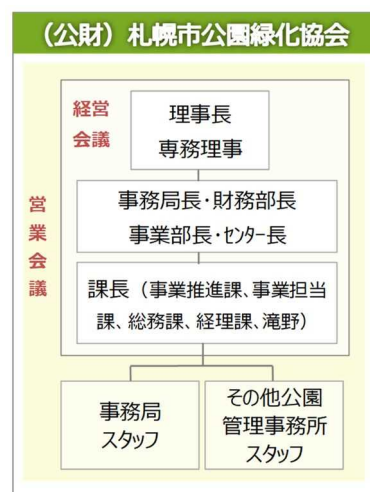 （公財）札幌市公園緑化協会
経営
会議
理事長
専務理事
営
業
会
議
事務局長・財務部長
事業部長・ｾﾝﾀｰ長
課長（事業推進課、事業担当
課、総務課、経理課、滝野）
事務局
スタッフ
その他公園
管理事務所
スタッフ